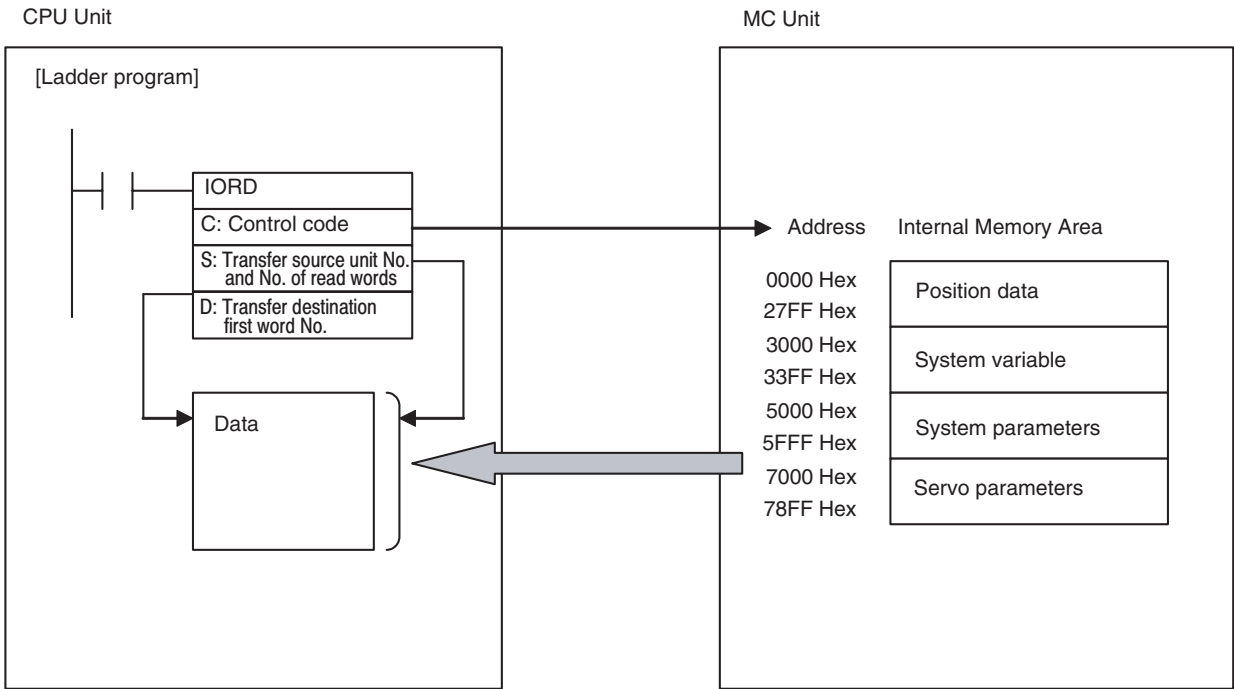 CPU Unit
MC Unit
[Ladder program]
IORD
C: Control code
S: Transfer source unit No.
and No. of read words
D: Transfer destination
first word No.
Data
Address
Internal Memory Area
0000 Hex
27FF Hex
Position data
3000 Hex
33FF Hex
System variable
5000 Hex
5FFF Hex
System parameters
7000 Hex
78FF Hex
Servo parameters